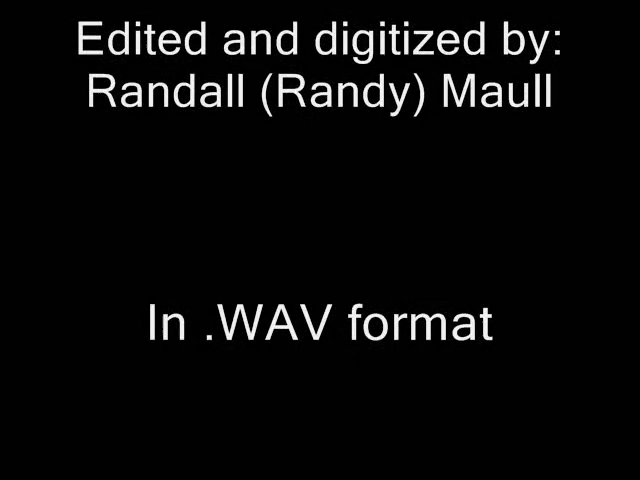 Edited and digitized by:
Randall (Randy) Maull
In .WAV format